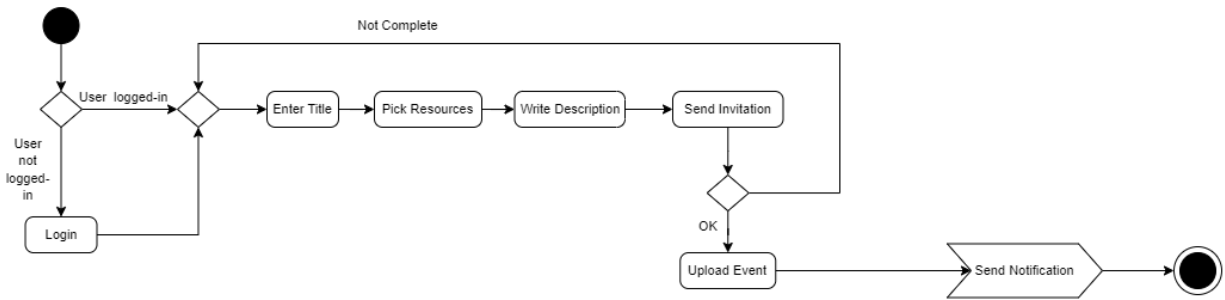 Not Complete
User  logged-in
Enter Title
Pick Resources
Write Description
Send Invitation
User
not
logged-
in
Login
OK
Upload Event
Send Notification